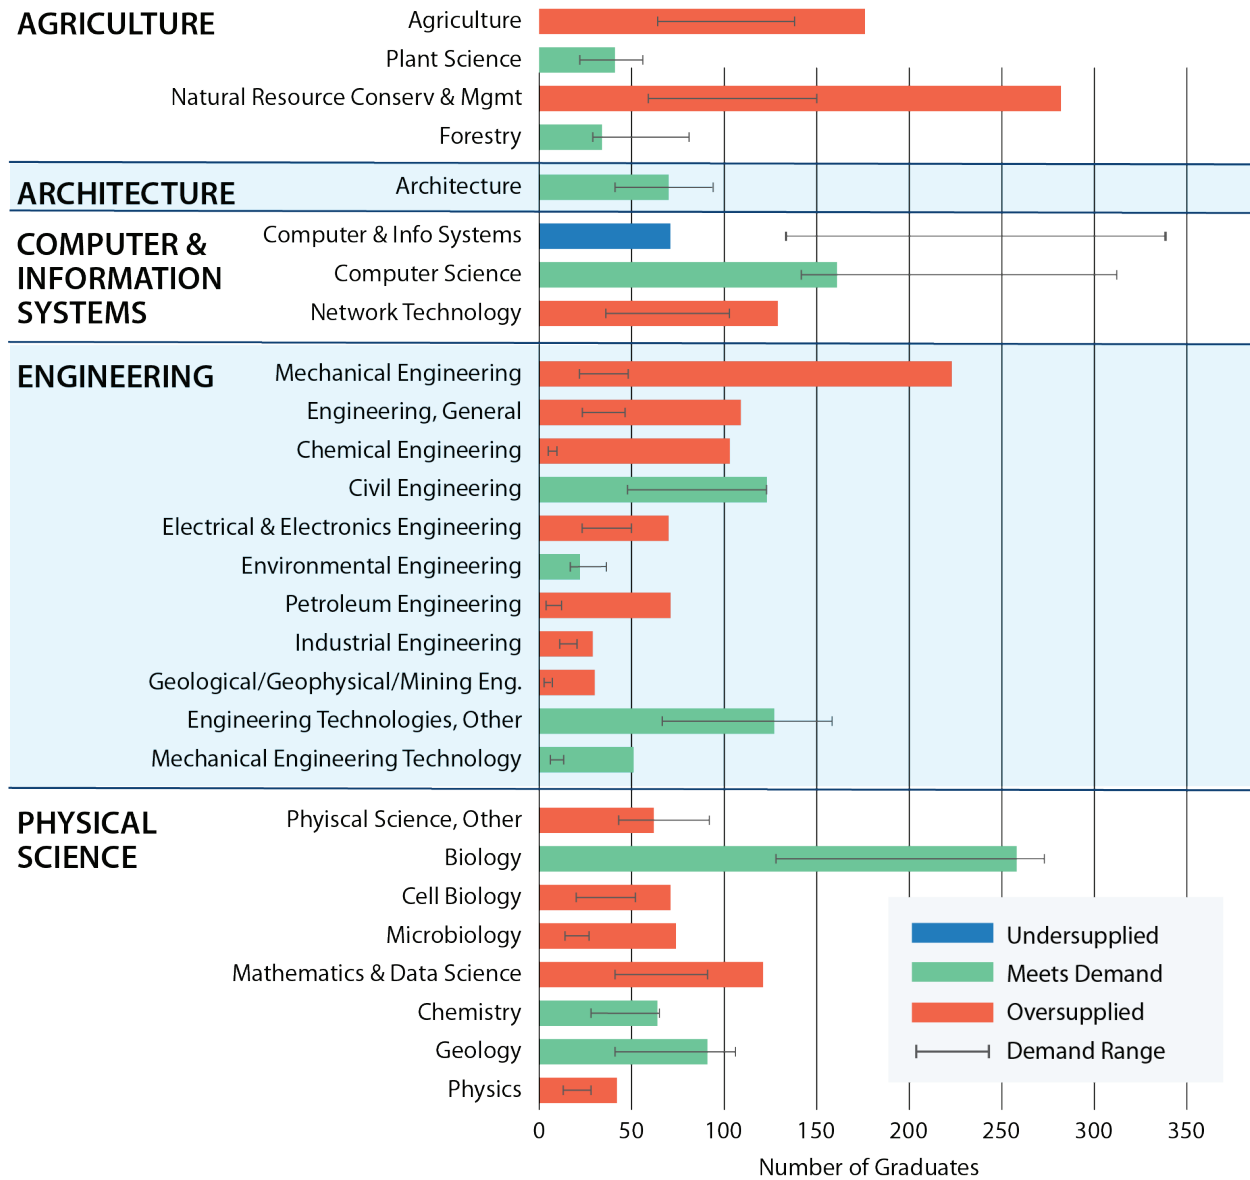 AGRICULTURE
Agriculture
Plant Science
Natural Resource Conserv & Mgmt
Forestry
ARCHITECTURE
Architecture
COMPUTER &
INFORMATION
SYSTEMS
Computer & Info Systems
Computer Science
Network Technology
ENGINEERING
Mechanical Engineering
Engineering, General
Chemical Engineering
Civil Engineering
Electrical & Electronics Engineering
Environmental Engineering
Petroleum Engineering
Industrial Engineering
Geological/Geophysical/Mining Eng.
Engineering Technologies, Other
Mechanical Engineering Technology
PHYSICAL
SCIENCE
Phyiscal Science, Other
Biology
Cell Biology
Microbiology
Mathematics & Data Science
Chemistry
Geology
Physics
Undersupplied
Meets Demand
Oversupplied
Demand Range
0 50 100 150 200 250 300 350
Number of Graduates